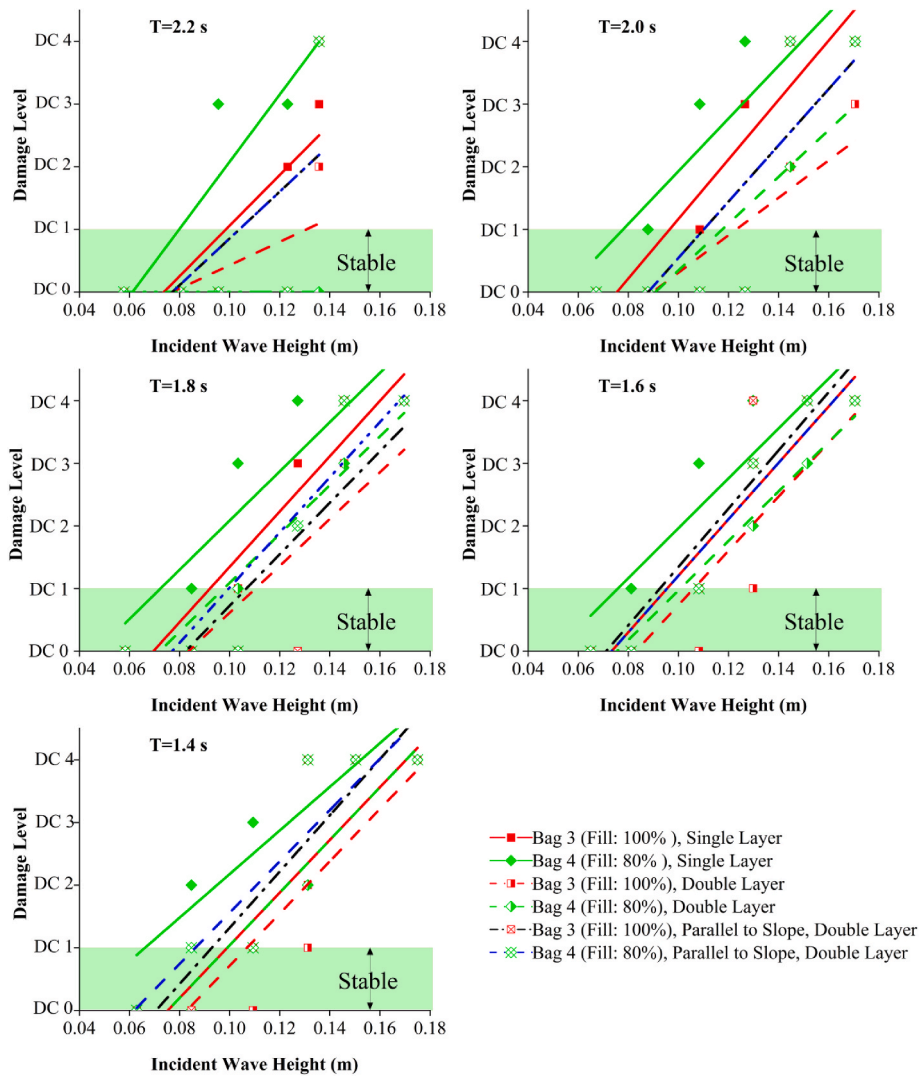 T=2.2 s
DC 4
DC 3
DC 2
DC 1
DC 0
Damage Level
Stable
0.04 0.06 0.08 0.10 0.12 0.14 0.16 0.18
Incident Wave Height (m)
T=2.0 s
DC 4
DC 3
DC 2
DC 1
DC 0
Damage Level
Stable
0.04 0.06 0.08 0.10 0.12 0.14 0.16 0.18
Incident Wave Height (m)
T=1.8 s
DC 4
DC 3
DC 2
DC 1
DC 0
Damage Level
Stable
0.04 0.06 0.08 0.10 0.12 0.14 0.16 0.18
Incident Wave Height (m)
T=1.6 s
DC 4
DC 3
DC 2
DC 1
DC 0
Damage Level
Stable
0.04 0.06 0.08 0.10 0.12 0.14 0.16 0.18
Incident Wave Height (m)
T=1.4 s
DC 4
DC 3
DC 2
DC 1
DC 0
Damage Level
Stable
0.04 0.06 0.08 0.10 0.12 0.14 0.16 0.18
Incident Wave Height (m)
Bag 3 (Fill: 100% ), Single Layer
Bag 4 (Fill: 80% ), Single Layer
Bag 3 (Fill: 100%), Double Layer
Bag 4 (Fill: 80%), Double Layer
Bag 3 (Fill: 100%), Parallel to Slope, Double Layer
Bag 4 (Fill: 80%), Parallel to Slope, Double Layer